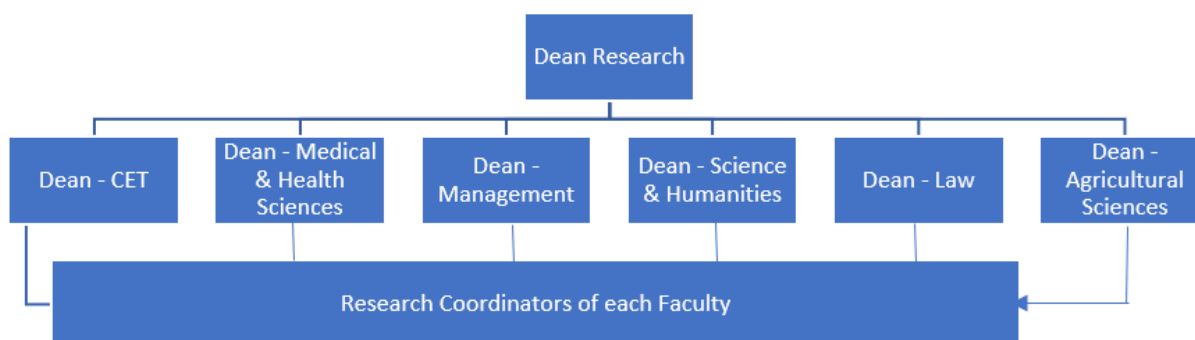 Dean Research
Dean - CET
Dean - Medical
& Health
Sciences
Dean -
Management
Dean - Science
& Humanities
Dean - Law
Dean -
Agricultural
Sciences
Research Coordinators of each Faculty